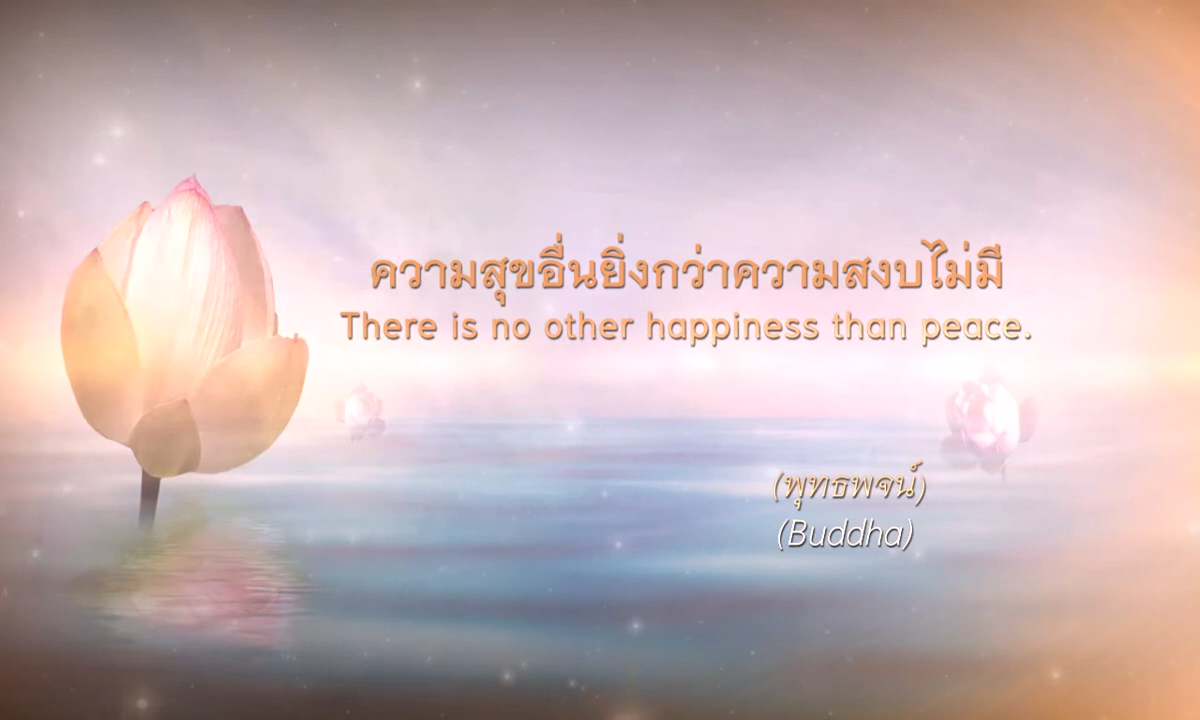 ความสุขอื่นยิ่งกว่าความสงบไม่มี
There is no other happiness than peace.
(พุทธพจน์)
(Buddha)